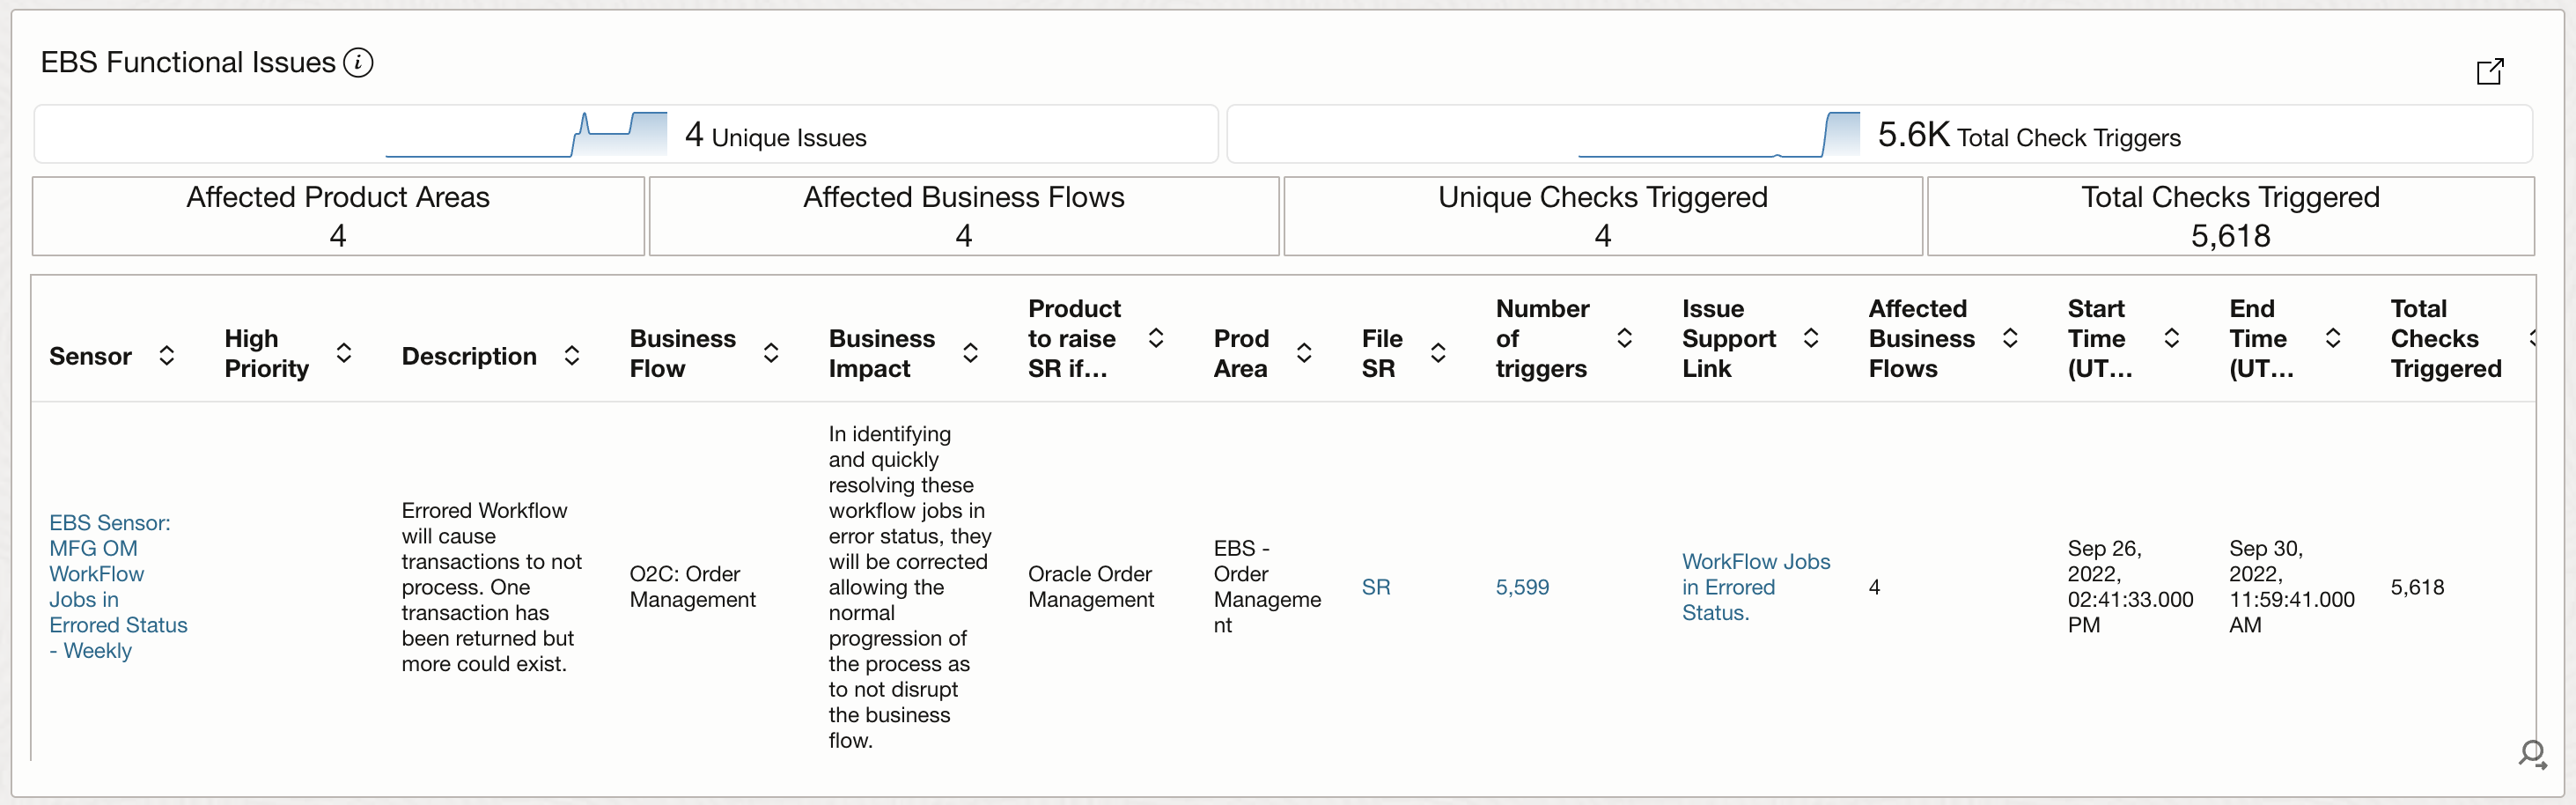 EBS Functional Issues i
4 Unique Issues
5.6K Total Check Triggers
Affected Product Areas
4
Affected Business Flows
4
Unique Checks Triggered
4
Total Checks Triggered
5,618
Sensor
High
Priority
Description
Business
Flow
Business
Impact
Product
to raise
SR if...
Prod
Area
File
SR
Number
of
triggers
Issue
Support
Link
Affected
Business
Flows
Start
Time
(UT...
End
Time
(UT...
Total
Checks
Triggered
EBS Sensor:
MFG OM
WorkFlow
Jobs in
Errored Status
- Weekly
Errored Workflow
will cause
transactions to not
process. One
transaction has
been returned but
more could exist.
O2C: Order
Management
In identifying
and quickly
resolving these
workflow jobs in
error status, they
will be corrected
allowing the
normal
progression of
the process as
to not disrupt
the business
flow.
Oracle Order
Management
EBS -
Order
Manageme
nt
SR
5,599
WorkFlow Jobs
in Errored
Status.
4
Sep 26,
2022,
02:41:33.000
PM
Sep 30,
2022,
11:59:41.000
AM
5,618